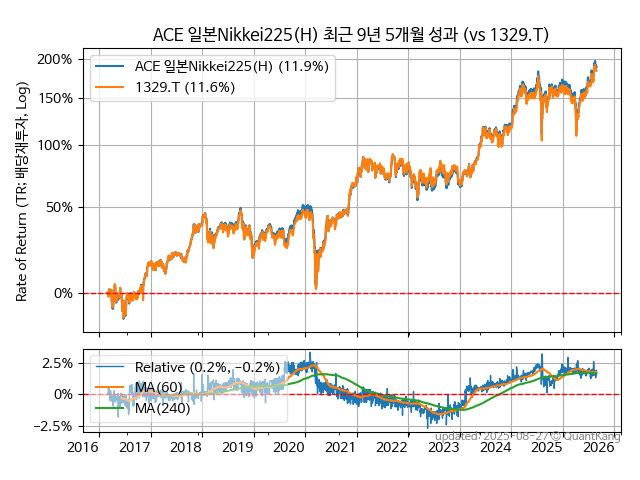 ACE 일본Nikkei225(H) 최근 9년 5개월 성과 (vs 1329.T)
Rate of Return (TR: 배당재투자, Log)
200%
150%
100%
50%
0%
ACE 일본Nikkei225(H) (11.9%)
1329.T (11.6%)
2.5%
0%
−2.5%
Relative (0.2%, −0.2%)
MA(60)
MA(240)
updated: 2025-08-27 © QuantKang
2016 2017 2018 2019 2020 2021 2022 2023 2024 2025 2026